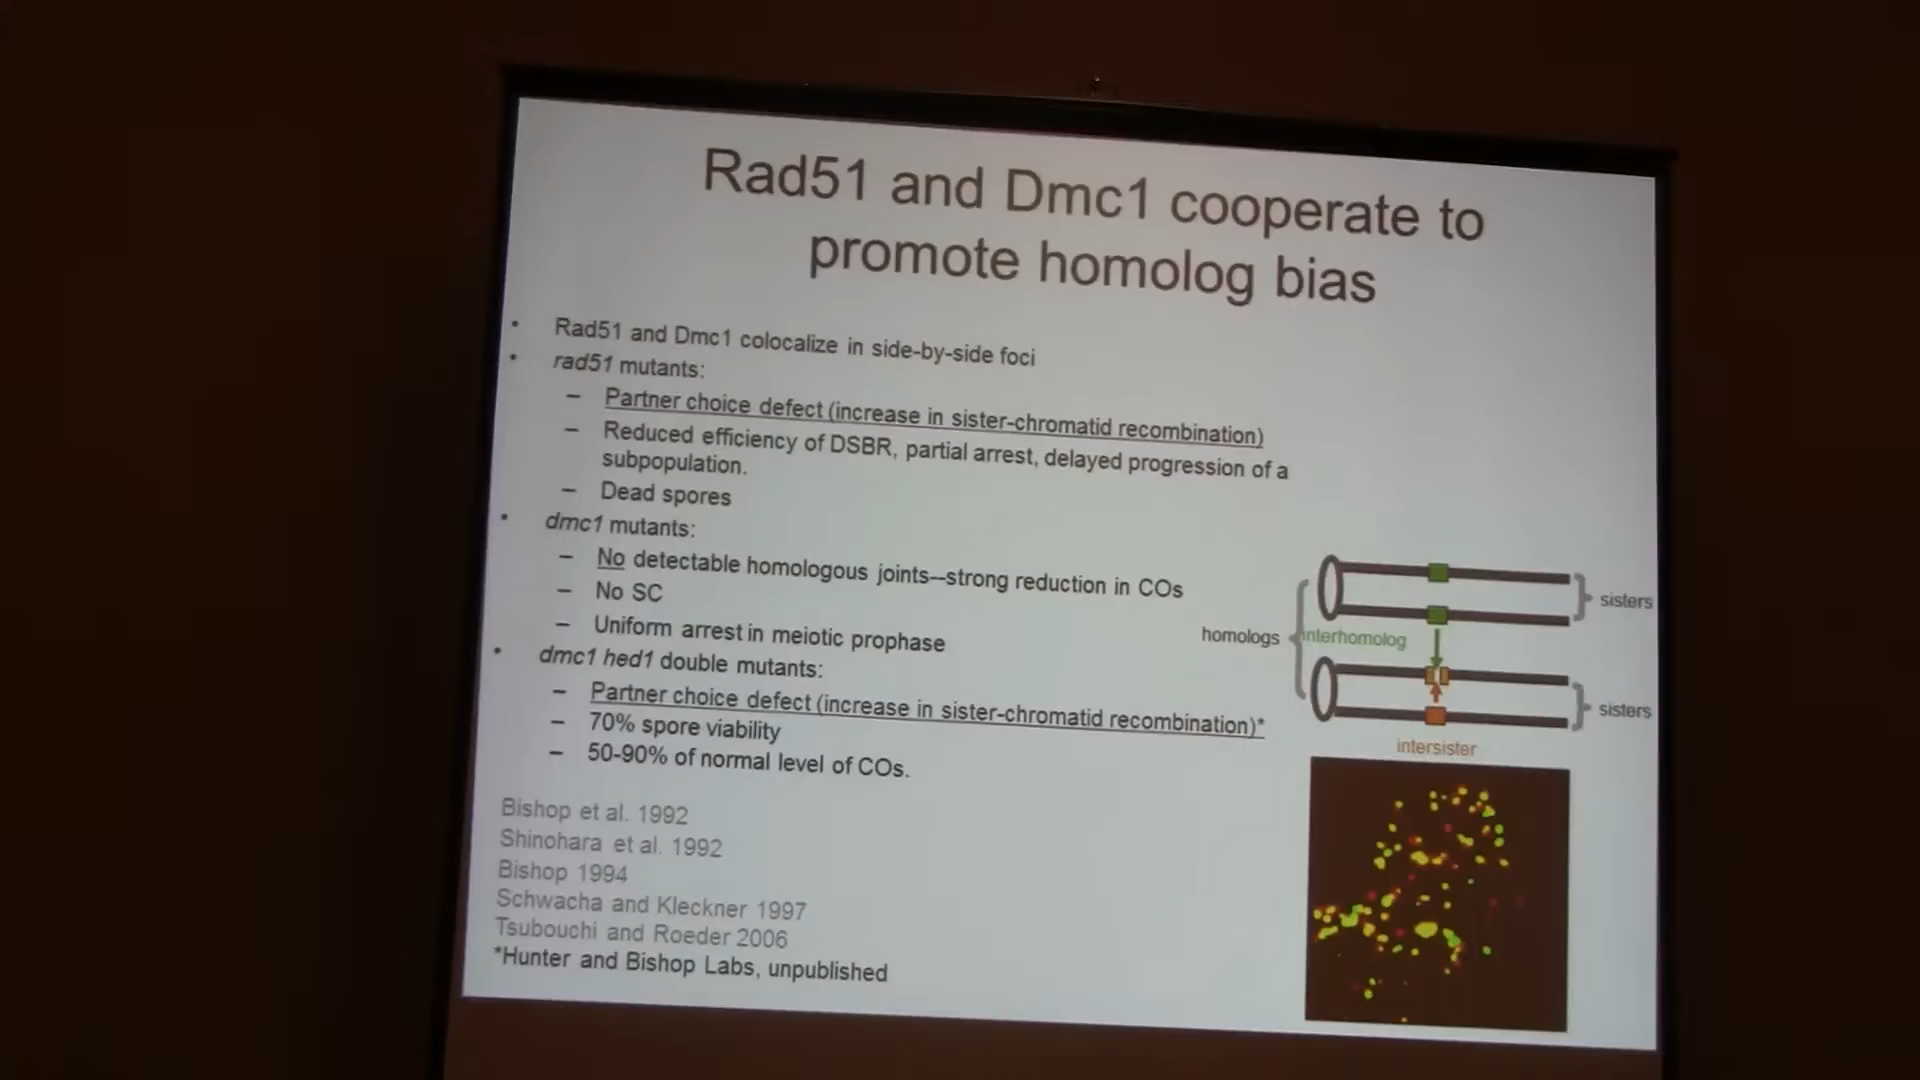 Rad51 and Dmc1 cooperate to
promote homolog bias
• Rad51 and Dmc1 colocalize in side-by-side foci
• rad51 mutants:
– Partner choice defect (increase in sister-chromatid recombination)
– Reduced efficiency of DSBR, partial arrest, delayed progression of a
subpopulation.
– Dead spores
• dmc1 mutants:
– No detectable homologous joints--strong reduction in COs
– No SC
– Uniform arrest in meiotic prophase
• dmc1 hed1 double mutants:
– Partner choice defect (increase in sister-chromatid recombination)*
– 70% spore viability
– 50-90% of normal level of COs.
Bishop et al. 1992
Shinohara et al. 1992
Bishop 1994
Schwacha and Kleckner 1997
Tsubouchi and Roeder 2006
*Hunter and Bishop Labs, unpublished
sisters
homologs
interhomolog
sisters
intersister